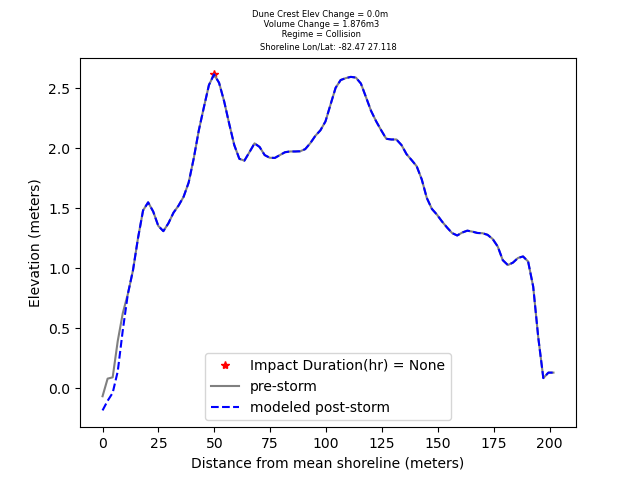 Dune Crest Elev Change = 0.0m
Volume Change = 1.876m3
Regime = Collision
Shoreline Lon/Lat: -82.47 27.118
2.5
2.0
1.5
1.0
0.5
0.0
Elevation (meters)
Impact Duration(hr) = None
pre-storm
modeled post-storm
0 25 50 75 100 125 150 175 200
Distance from mean shoreline (meters)